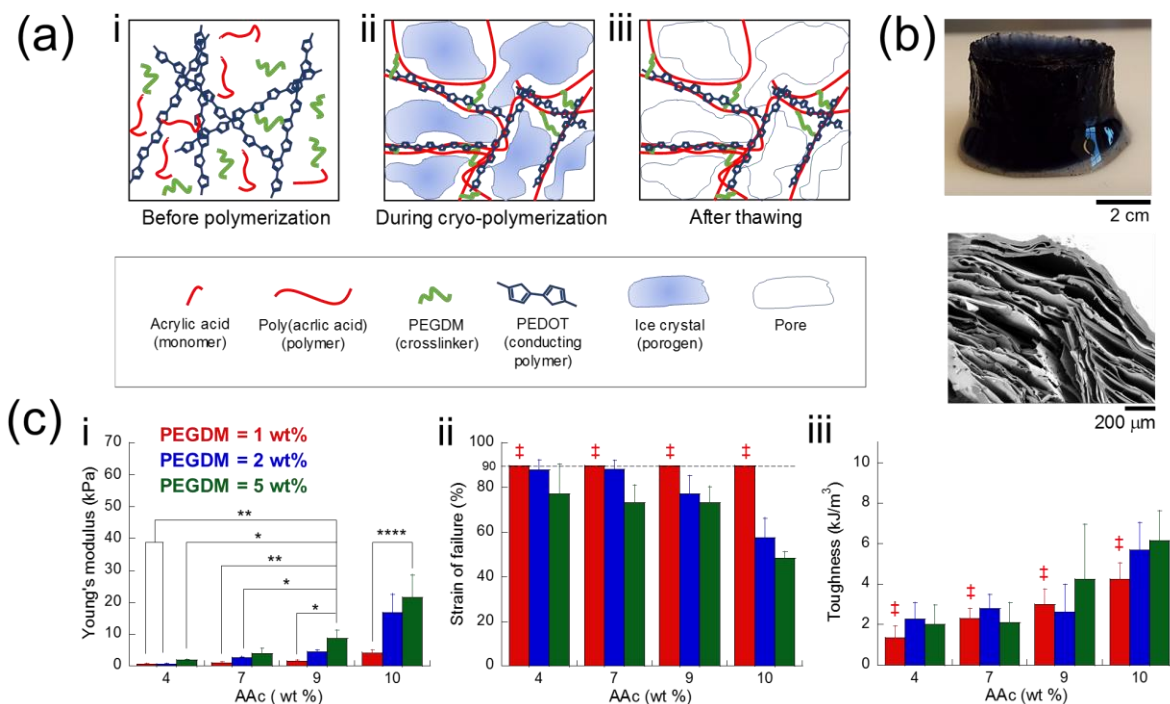 (a)
i
ii
iii
Before polymerization
During cryo-polymerization
After thawing
Acrylic acid
(monomer)
Poly(acrlic acid)
(polymer)
PEGDM
(crosslinker)
PEDOT
(conducting
polymer)
Ice crystal
(porogen)
Pore
(b)
2 cm
200 µm
(c)
i
PEGDM = 1 wt%
PEGDM = 2 wt%
PEGDM = 5 wt%
Young's modulus (kPa)
70
60
50
40
30
20
10
0
**
*
**
*
*
****
4
7
9
10
AAc ( wt %)
ii
Strain of failure (%)
100
90
80
60
40
20
0
‡
‡
‡
‡
4
7
9
10
AAc (wt %)
iii
Toughness (kJ/m³)
10
8
6
4
2
0
‡
‡
‡
‡
4
7
9
10
AAc (wt %)